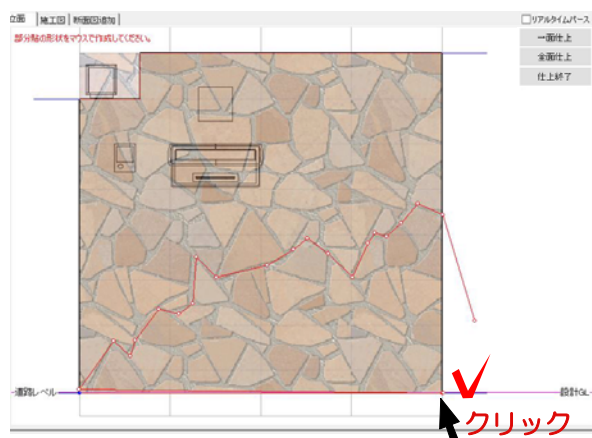 立面 施工図 断面図追加 リアルタイムパース
部分貼の形状をマウスで作成してください。
一面仕上
全面仕上
仕上終了
道路レベル 設計GL
クリック